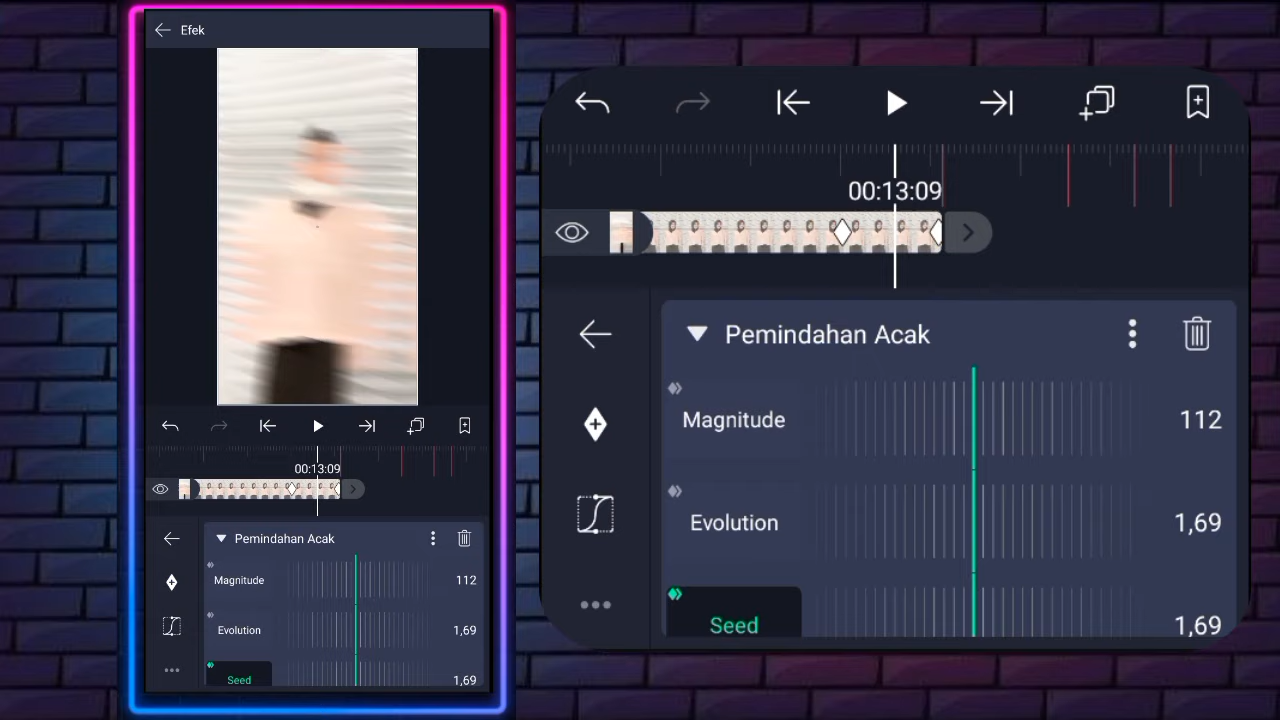 Efek
00:13:09
Pemindahan Acak
Magnitude 112
Evolution 1,69
Seed 1,69
00:13:09
Pemindahan Acak
Magnitude 112
Evolution 1,69
Seed 1,69